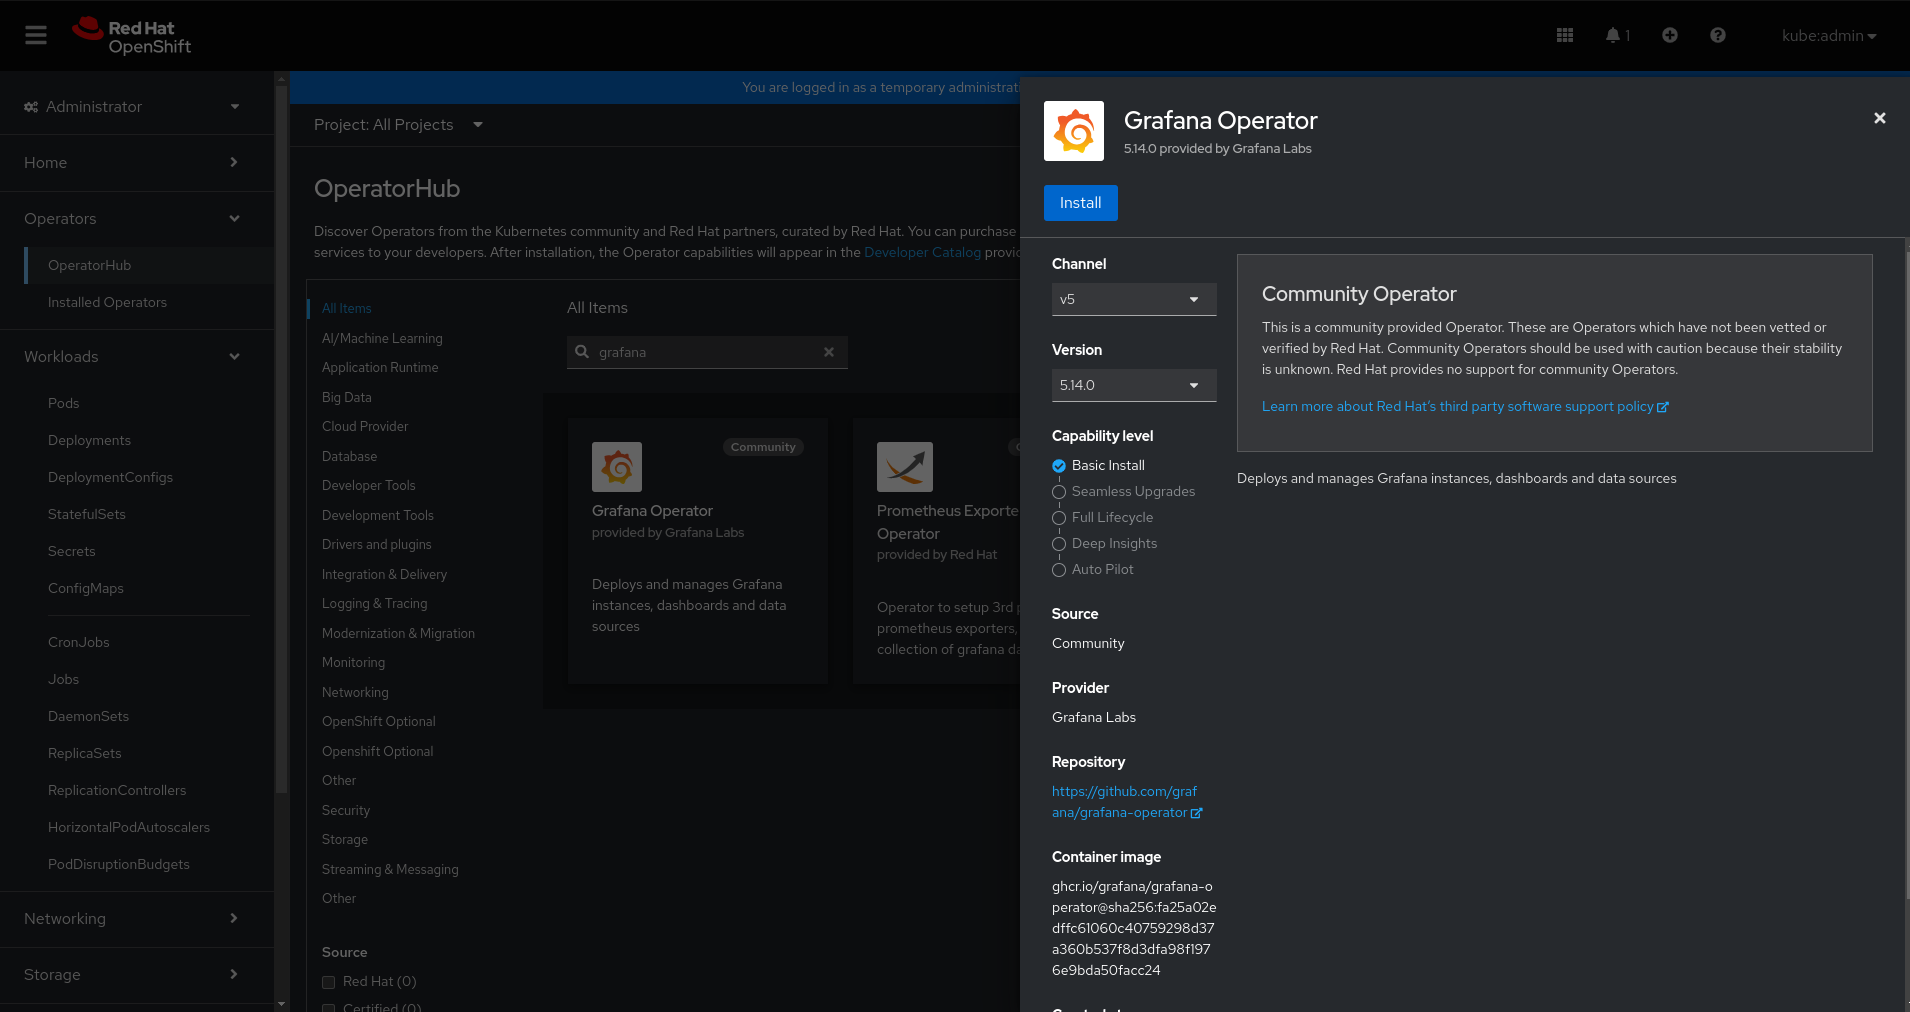 Red Hat
OpenShift
1
kube:admin
Administrator
Home
Operators
OperatorHub
Installed Operators
Workloads
Pods
Deployments
DeploymentConfigs
StatefulSets
Secrets
ConfigMaps
CronJobs
Jobs
DaemonSets
ReplicaSets
ReplicationControllers
HorizontalPodAutoscalers
PodDisruptionBudgets
Networking
Storage
You are logged in as a temporary
Project: All Projects
OperatorHub
Discover Operators from the Kubernetes community and Red Hat partners, curated by Red Hat. You can purchase
services to your developers. After installation, the Operator capabilities will appear in the Developer Catalog
All Items
AI/Machine Learning
Application Runtime
Big Data
Cloud Provider
Database
Developer Tools
Development Tools
Drivers and plugins
Integration & Delivery
Logging & Tracing
Modernization & Migration
Monitoring
Networking
OpenShift Optional
Openshift Optional
Other
Security
Storage
Streaming & Messaging
Other
Source
Red Hat (0)
Certified (0)
All Items
grafana
Community
Grafana Operator
provided by Grafana Labs
Deploys and manages Grafana
instances, dashboards and data
sources
Prometheus
Operator
provided by Red Hat
Operator to setup 3rd
prometheus exporters,
collection of grafana
Grafana Operator
5.14.0 provided by Grafana Labs
Install
Channel
v5
Version
5.14.0
Capability level
Basic Install
Seamless Upgrades
Full Lifecycle
Deep Insights
Auto Pilot
Source
Community
Provider
Grafana Labs
Repository
https://github.com/graf
ana/grafana-operator
Container image
ghcr.io/grafana/grafana-o
perator@sha256:fa25a02e
dffc61060c40759298d37
a360b537f8d3dfa98f197
6e9bda50facc24
Community Operator
This is a community provided Operator. These are Operators which have not been vetted or
verified by Red Hat. Community Operators should be used with caution because their stability
is unknown. Red Hat provides no support for community Operators.
Learn more about Red Hat's third party software support policy
Deploys and manages Grafana instances, dashboards and data sources